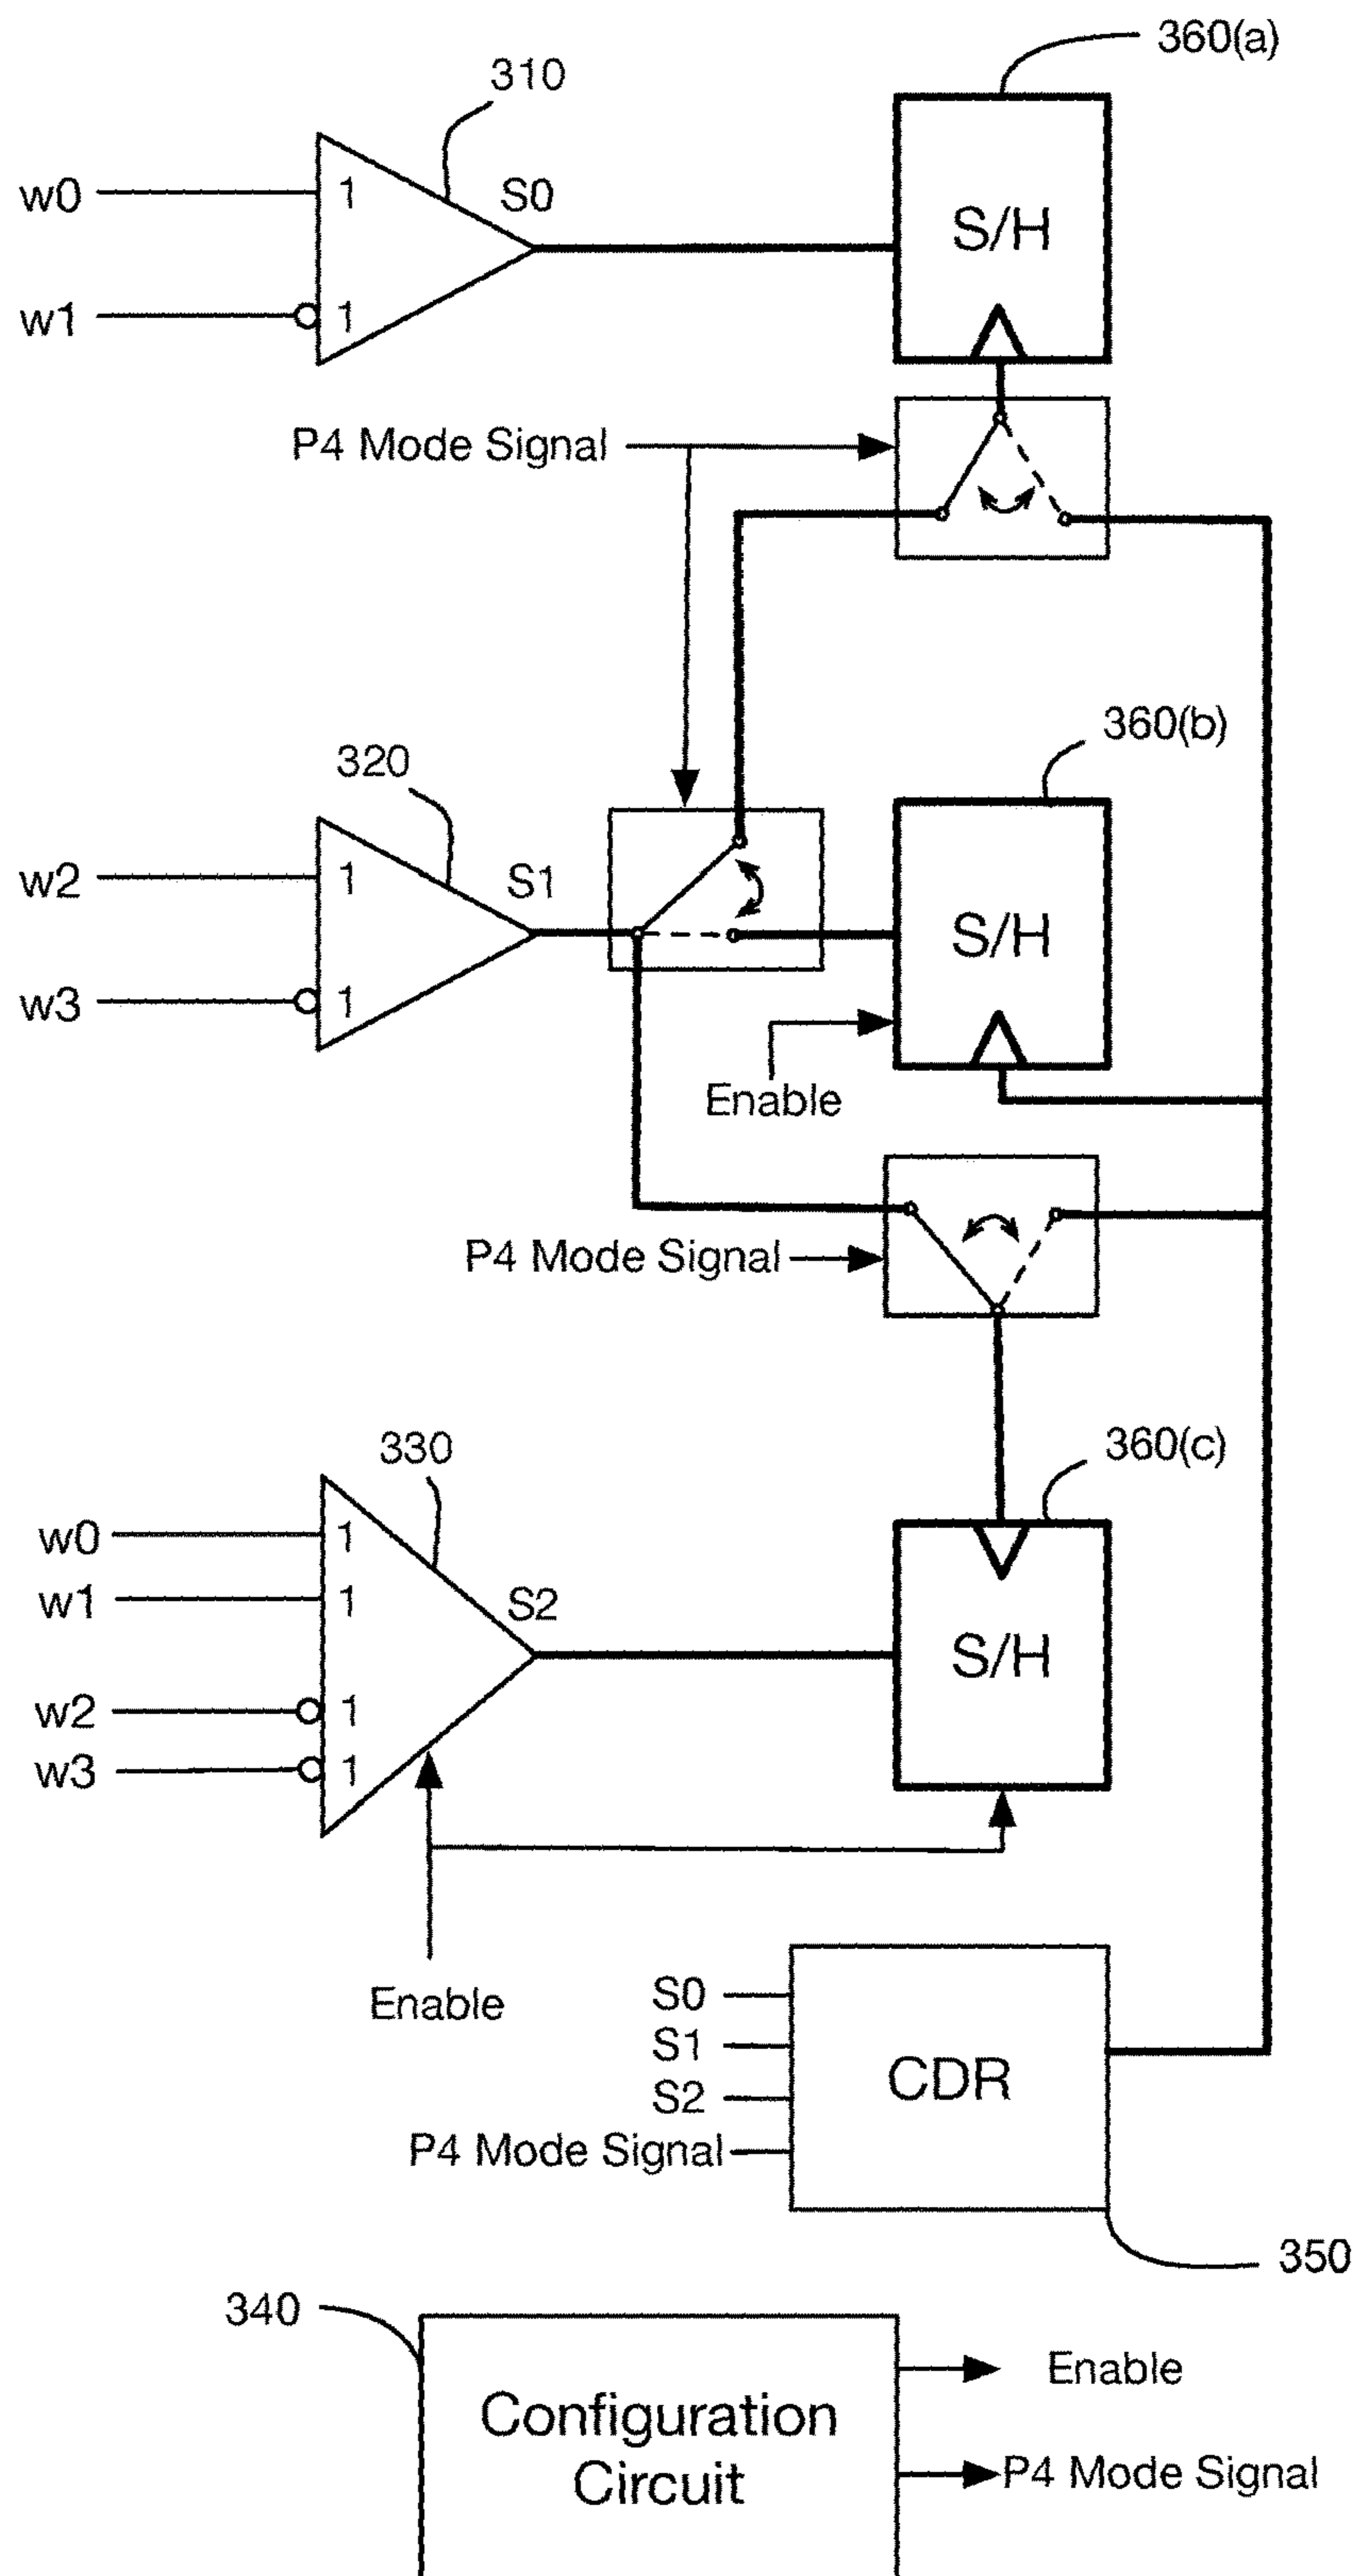 360(a)
310
w0
1
S0
S/H
w1
1
P4 Mode Signal
360(b)
320
w2
1
S1
S/H
w3
1
Enable
P4 Mode Signal
360(c)
330
w0
1
w1
1
S2
S/H
w2
1
w3
1
Enable
S0
S1
CDR
S2
P4 Mode Signal
350
340
Enable
Configuration
Circuit
P4 Mode Signal